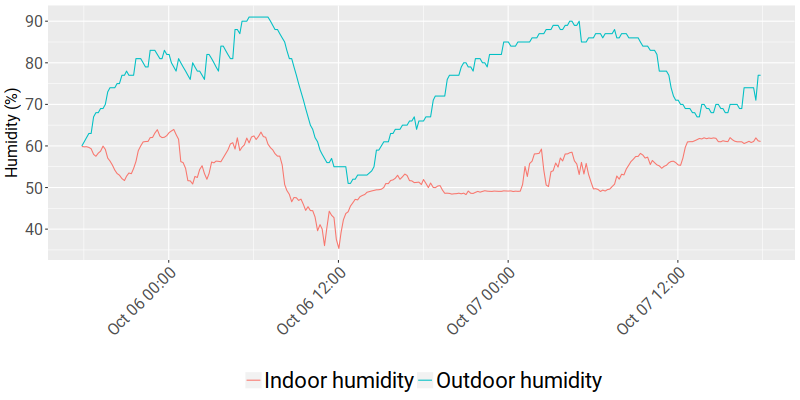 Humidity (%)
90
80
70
60
50
40
Oct 06 00:00
Oct 06 12:00
Oct 07 00:00
Oct 07 12:00
Indoor humidity Outdoor humidity